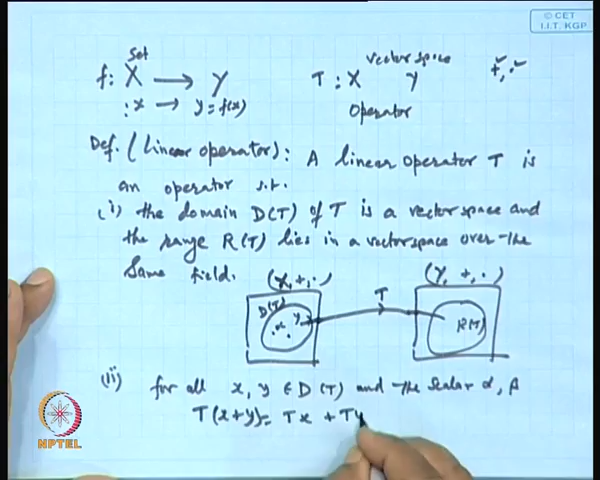 © CET
I.I.T. KGP
Set
f: X → Y
: x → y = f(x)
vector space
T : X Y
+, ·
Operator
Def. (Linear operator): A linear operator T is
an operator s.t.
(i) the domain D(T) of T is a vector space and
the range R(T) lies in a vector space over the
Same field.
(X, +, ·)
(Y, +, ·)
D(T)
T
x y
R(T)
(ii) for all x, y ∈ D(T) and the Scalar α, β
T(x+y) = Tx + Ty
NPTEL